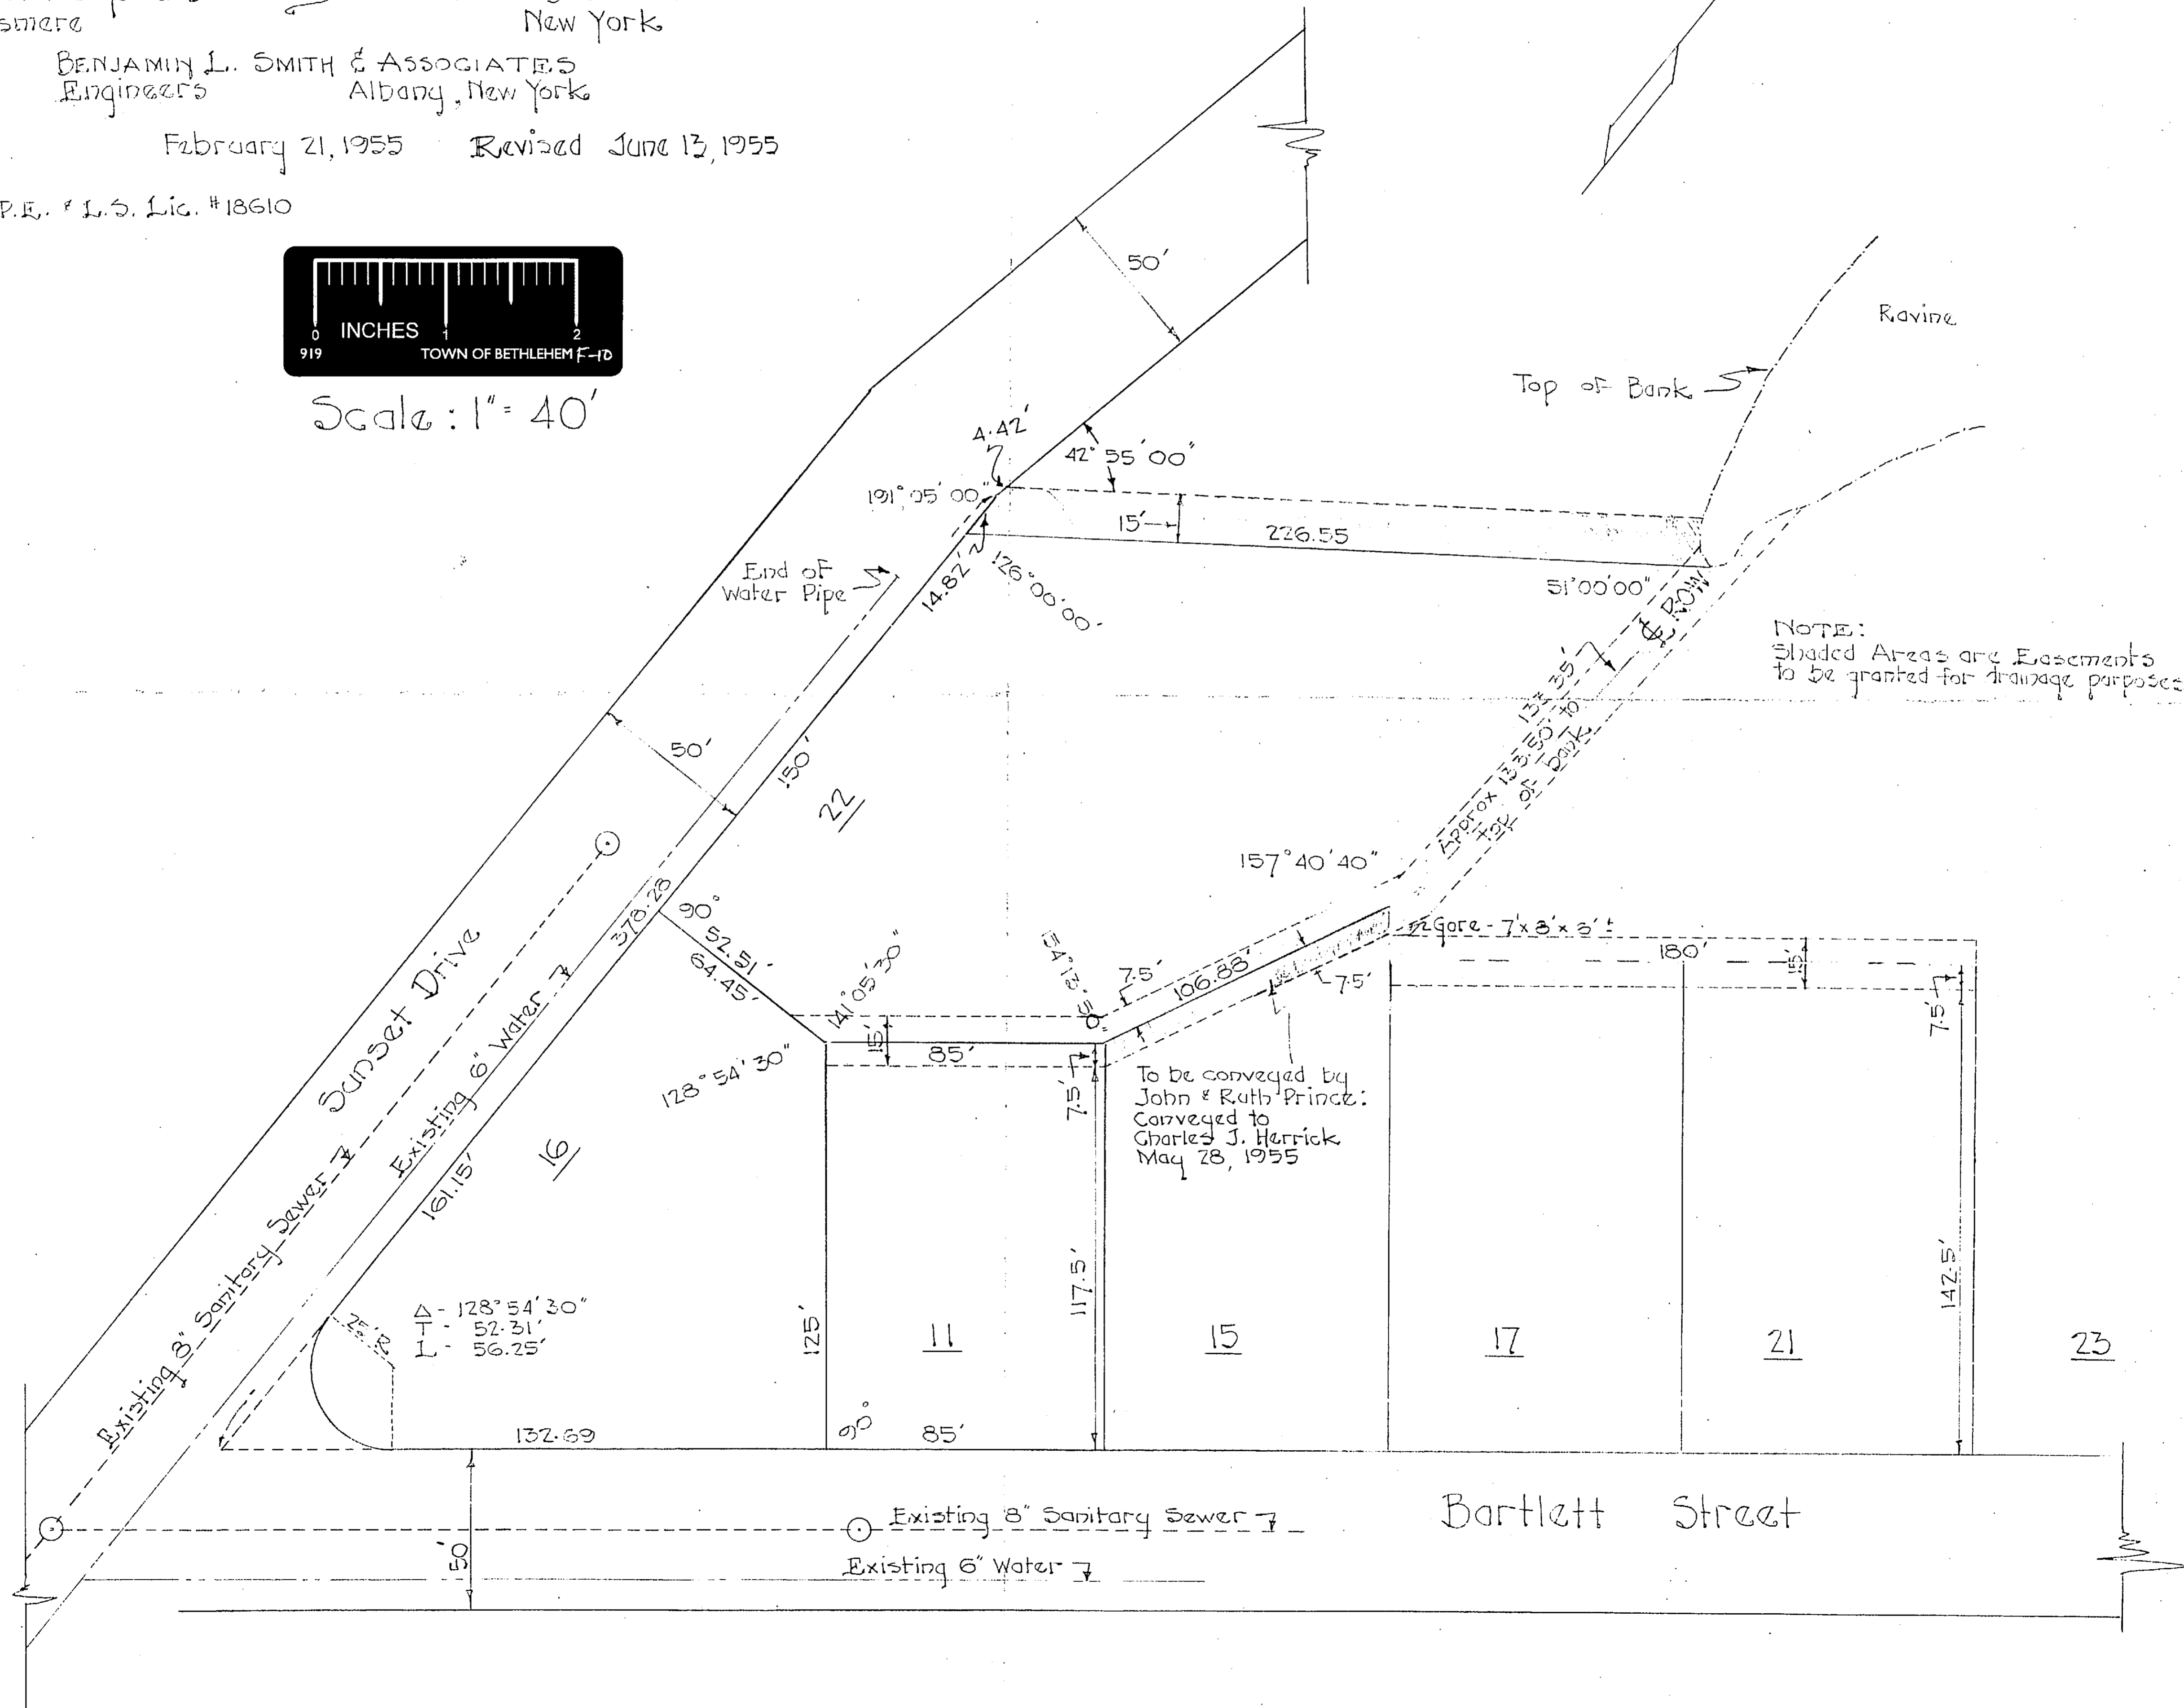 smere New York
BENJAMIN L. SMITH & ASSOCIATES
Engineers Albany, New York
February 21, 1955 Revised June 13, 1955
P.E. & L.S. Lic. #18610
0 INCHES 1 2
919 TOWN OF BETHLEHEM F-10
Scale: 1" = 40'
50'
Ravine
Top of Bank
4.42'
42° 55' 00"
191° 05' 00"
15'
226.55
End of
Water Pipe
14.82'
126° 00' 00"
51° 00' 00"
℄ ROW
NOTE:
Shaded Areas are Easements
to be granted for drainage purposes
133.35'
Approx 133.50' to
top of bank
50'
150'
22
157° 40' 40"
378.28
90°
52.51'
64.45'
141° 05' 30"
7.5'
106.88'
7.5'
Gore - 7' x 8' x 3' ±
180'
15'
7.5'
Sunset Drive
Existing 6" Water
Existing 8" Sanitary Sewer
15'
85'
128° 54' 30"
7.5'
To be conveyed by
John & Ruth Prince:
Conveyed to
Charles J. Herrick
May 28, 1955
16
161.15'
25' R
Δ - 128° 54' 30"
T - 52.31'
L - 56.25'
125'
11
117.5'
15
17
21
142.5'
23
132.69
90°
85'
Existing 8" Sanitary Sewer
Bartlett Street
50'
Existing 6" Water